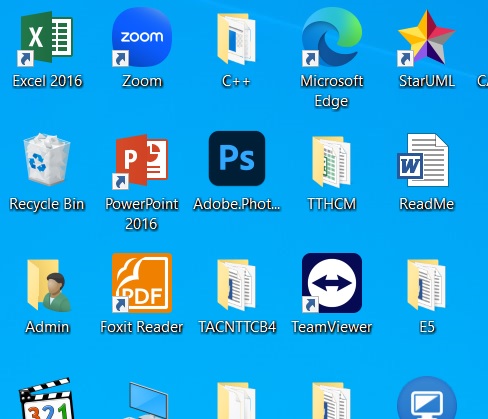 zoom
Excel 2016
Zoom
C++
Microsoft
Edge
StarUML
Ps
Recycle Bin
PowerPoint
2016
Adobe.Phot...
TTHCM
ReadMe
PDF
Admin
Foxit Reader
TACNTTCB4
TeamViewer
E5
321